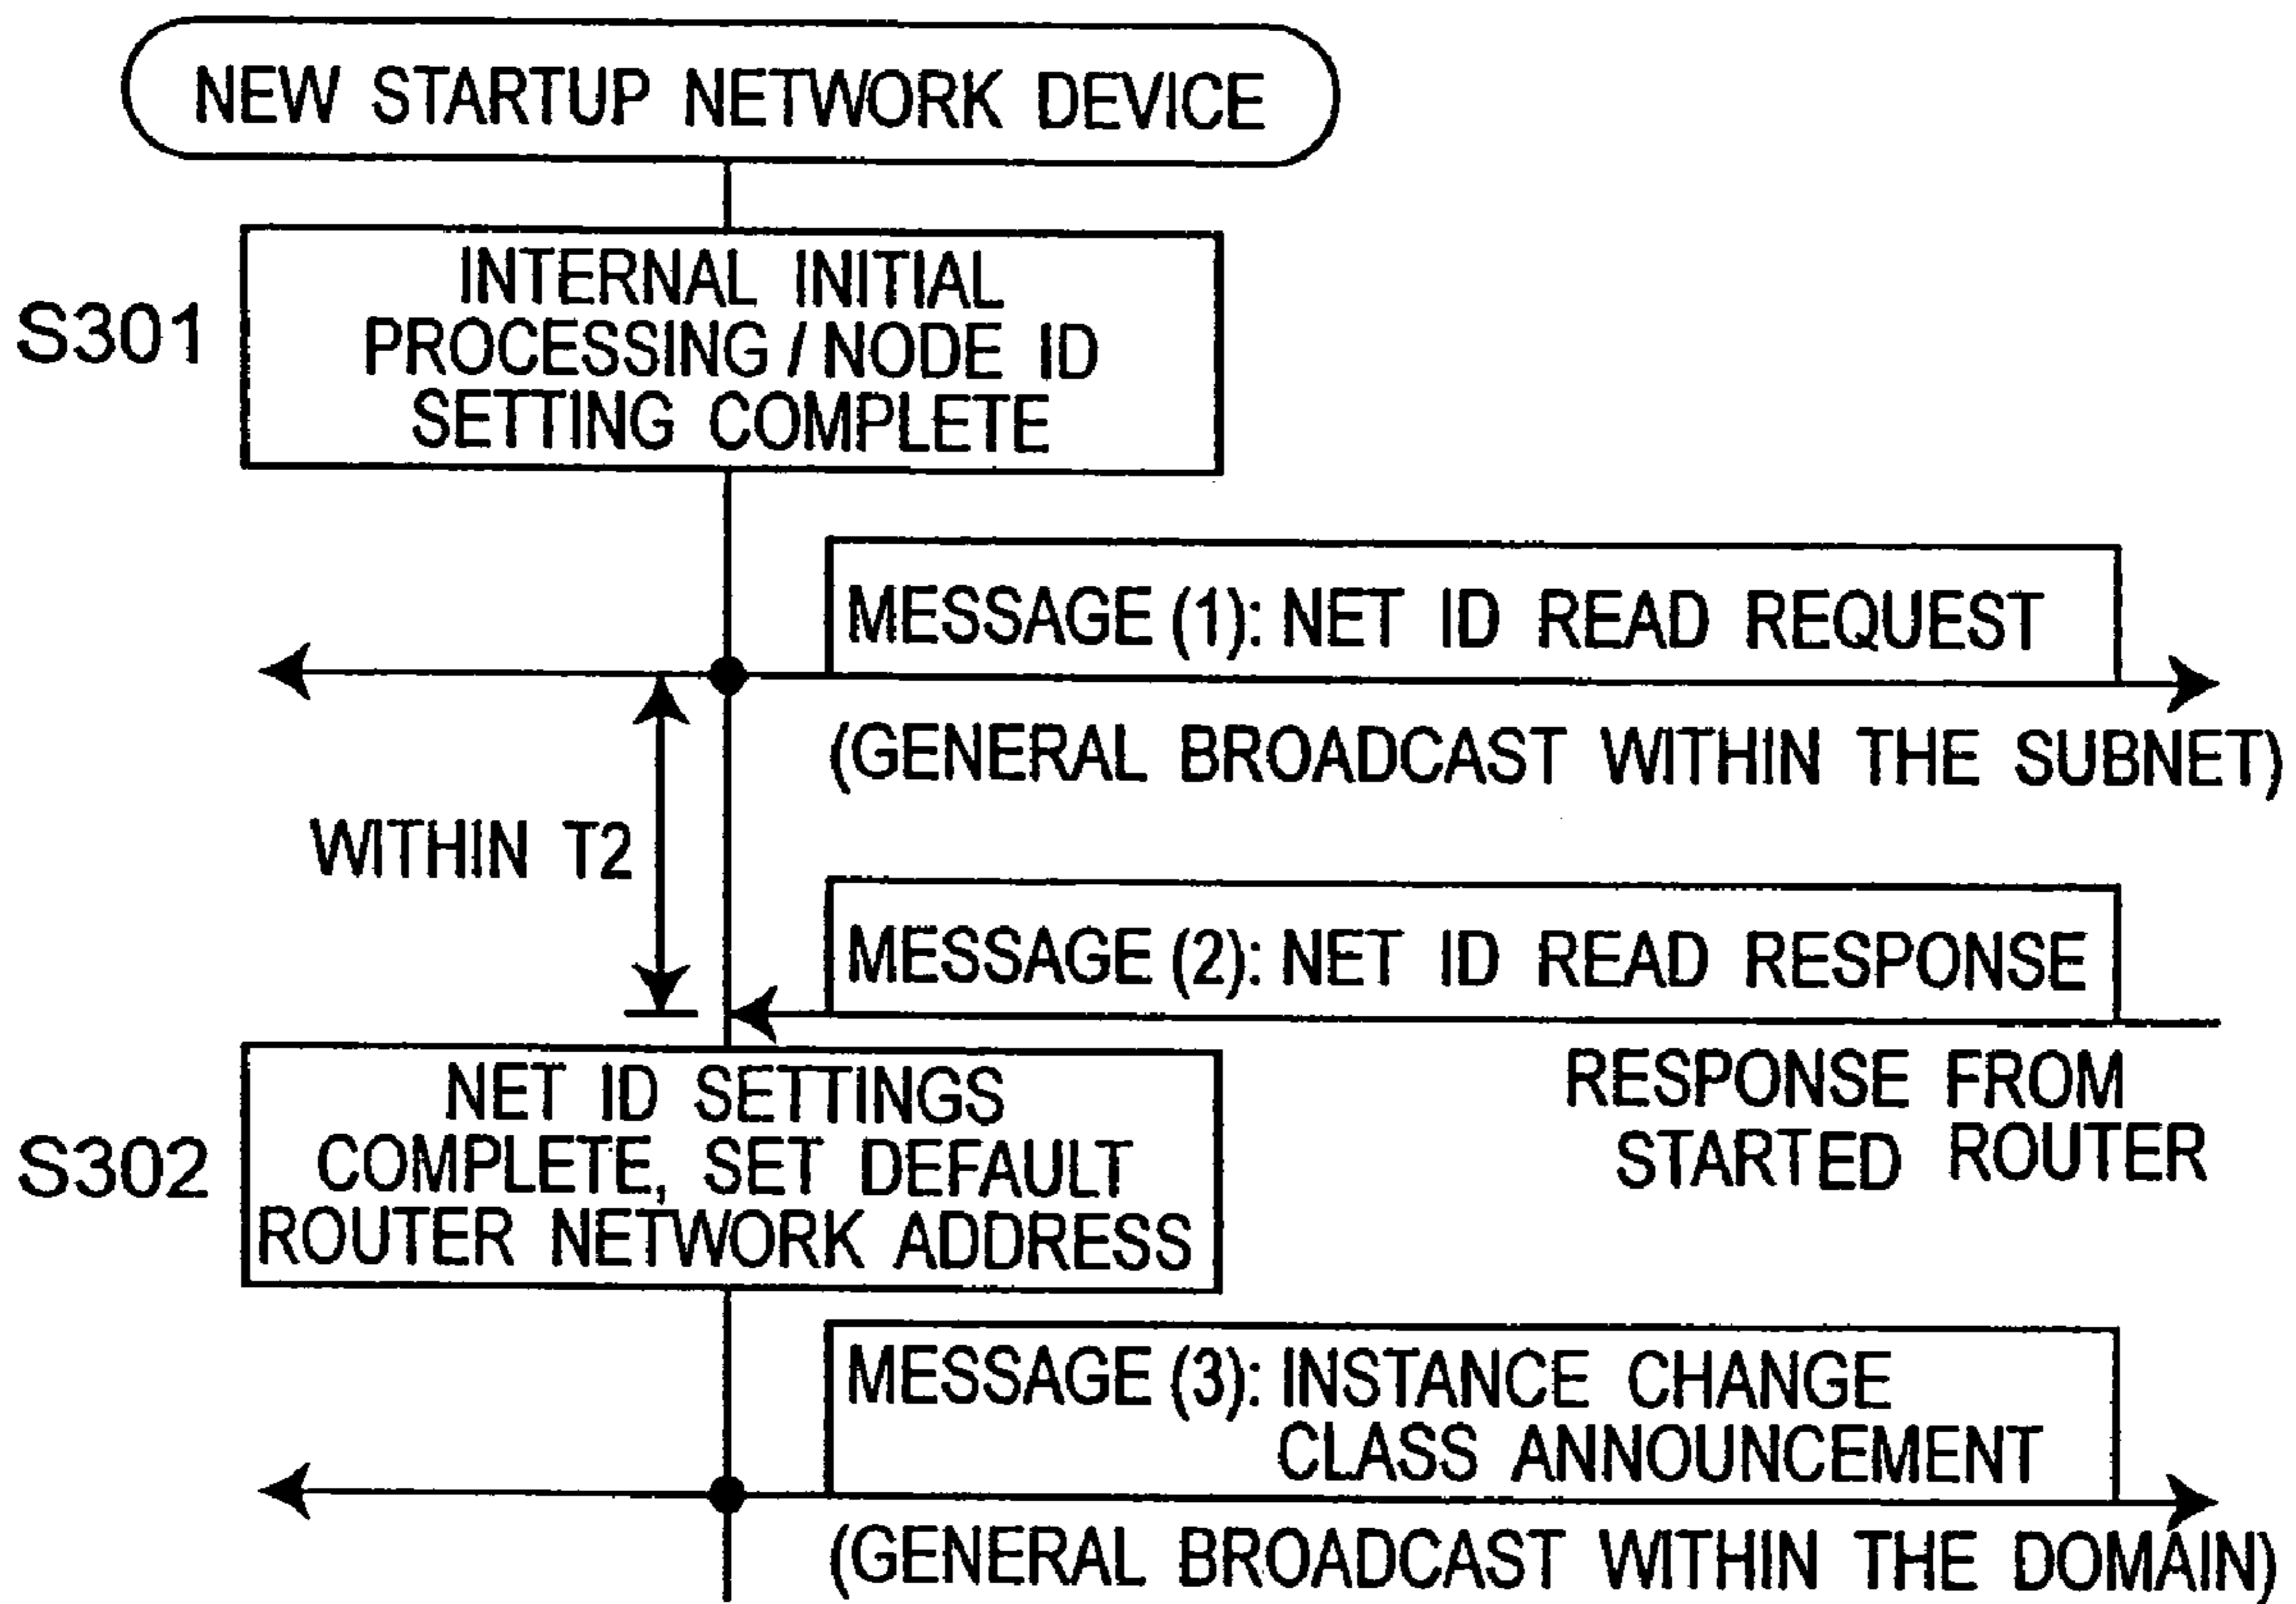 NEW STARTUP NETWORK DEVICE
S301
INTERNAL INITIAL
PROCESSING / NODE ID
SETTING COMPLETE
MESSAGE (1): NET ID READ REQUEST
(GENERAL BROADCAST WITHIN THE SUBNET)
WITHIN T2
MESSAGE (2): NET ID READ RESPONSE
RESPONSE FROM
STARTED ROUTER
S302
NET ID SETTINGS
COMPLETE, SET DEFAULT
ROUTER NETWORK ADDRESS
MESSAGE (3): INSTANCE CHANGE
CLASS ANNOUNCEMENT
(GENERAL BROADCAST WITHIN THE DOMAIN)